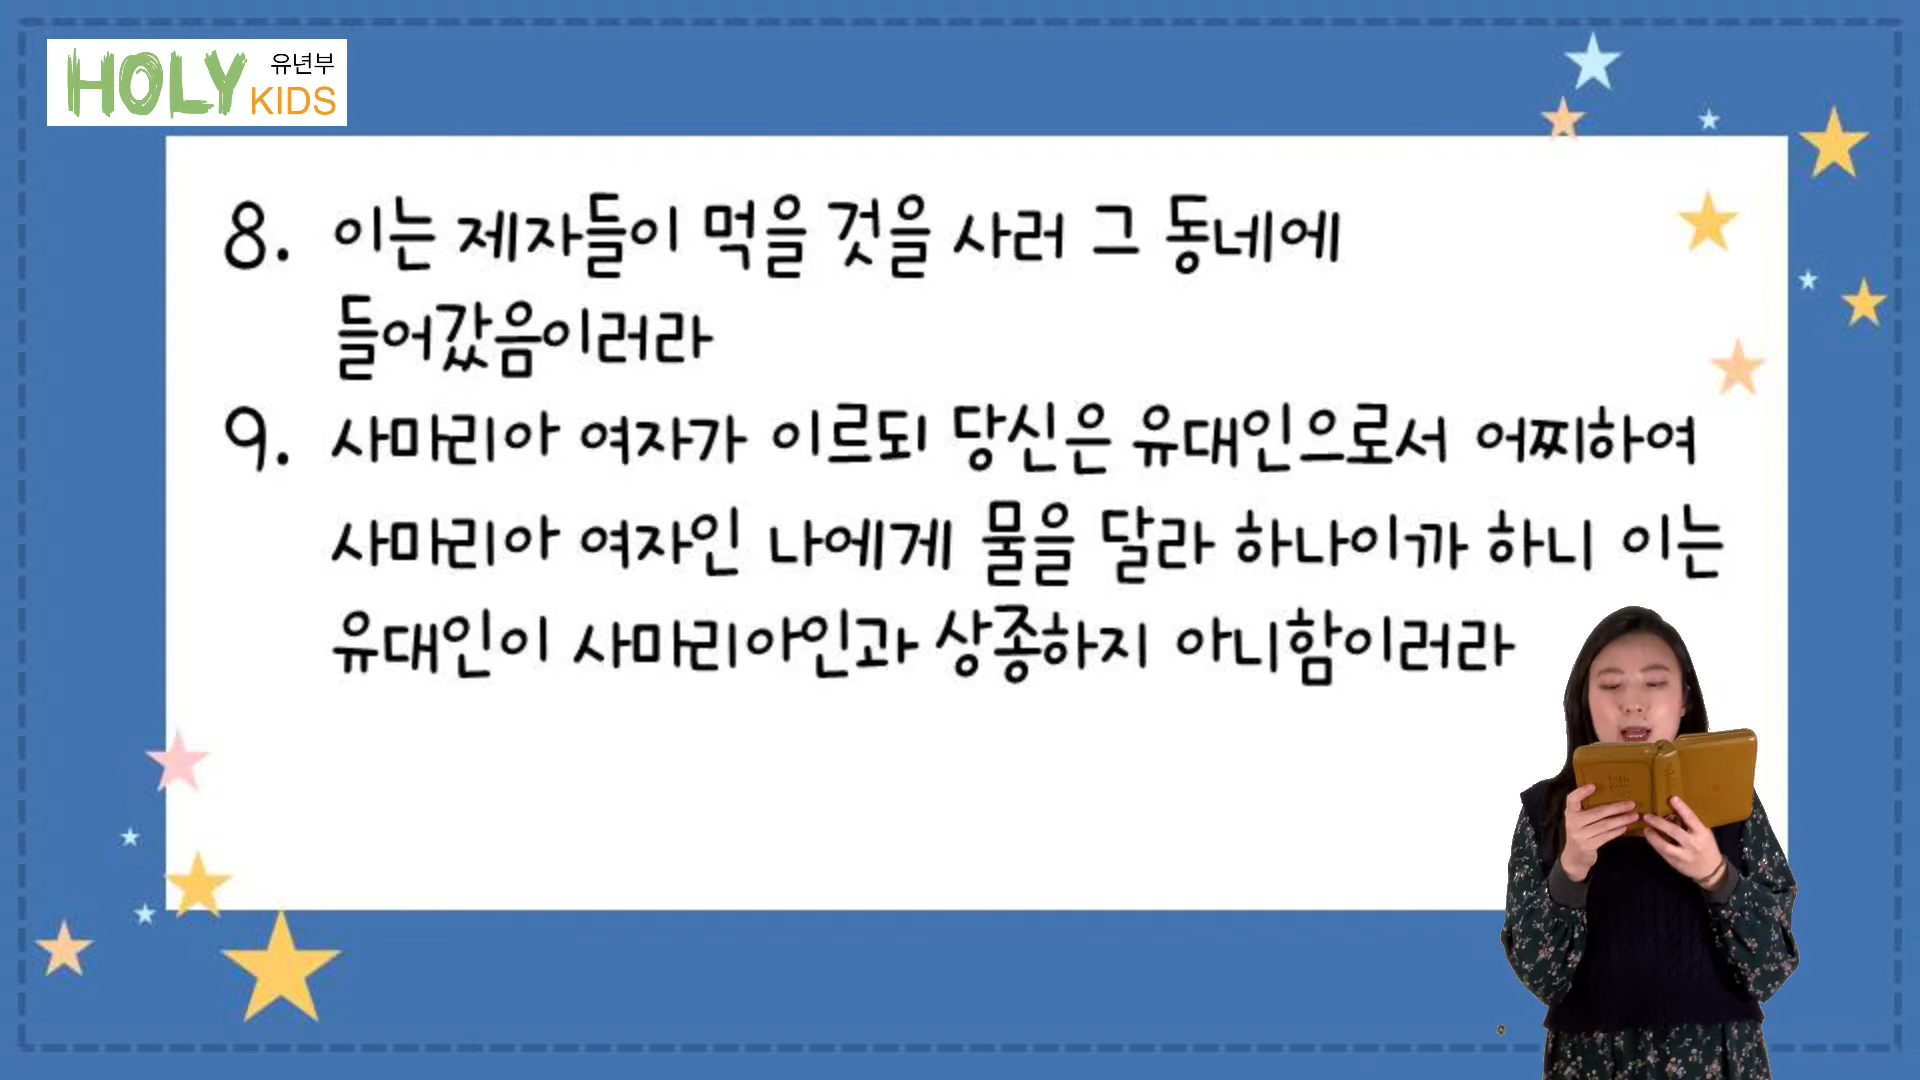 HOLY 유년부
KIDS
8. 이는 제자들이 먹을 것을 사러 그 동네에
들어갔음이러라
9. 사마리아 여자가 이르되 당신은 유대인으로서 어찌하여
사마리아 여자인 나에게 물을 달라 하나이까 하니 이는
유대인이 사마리아인과 상종하지 아니함이러라